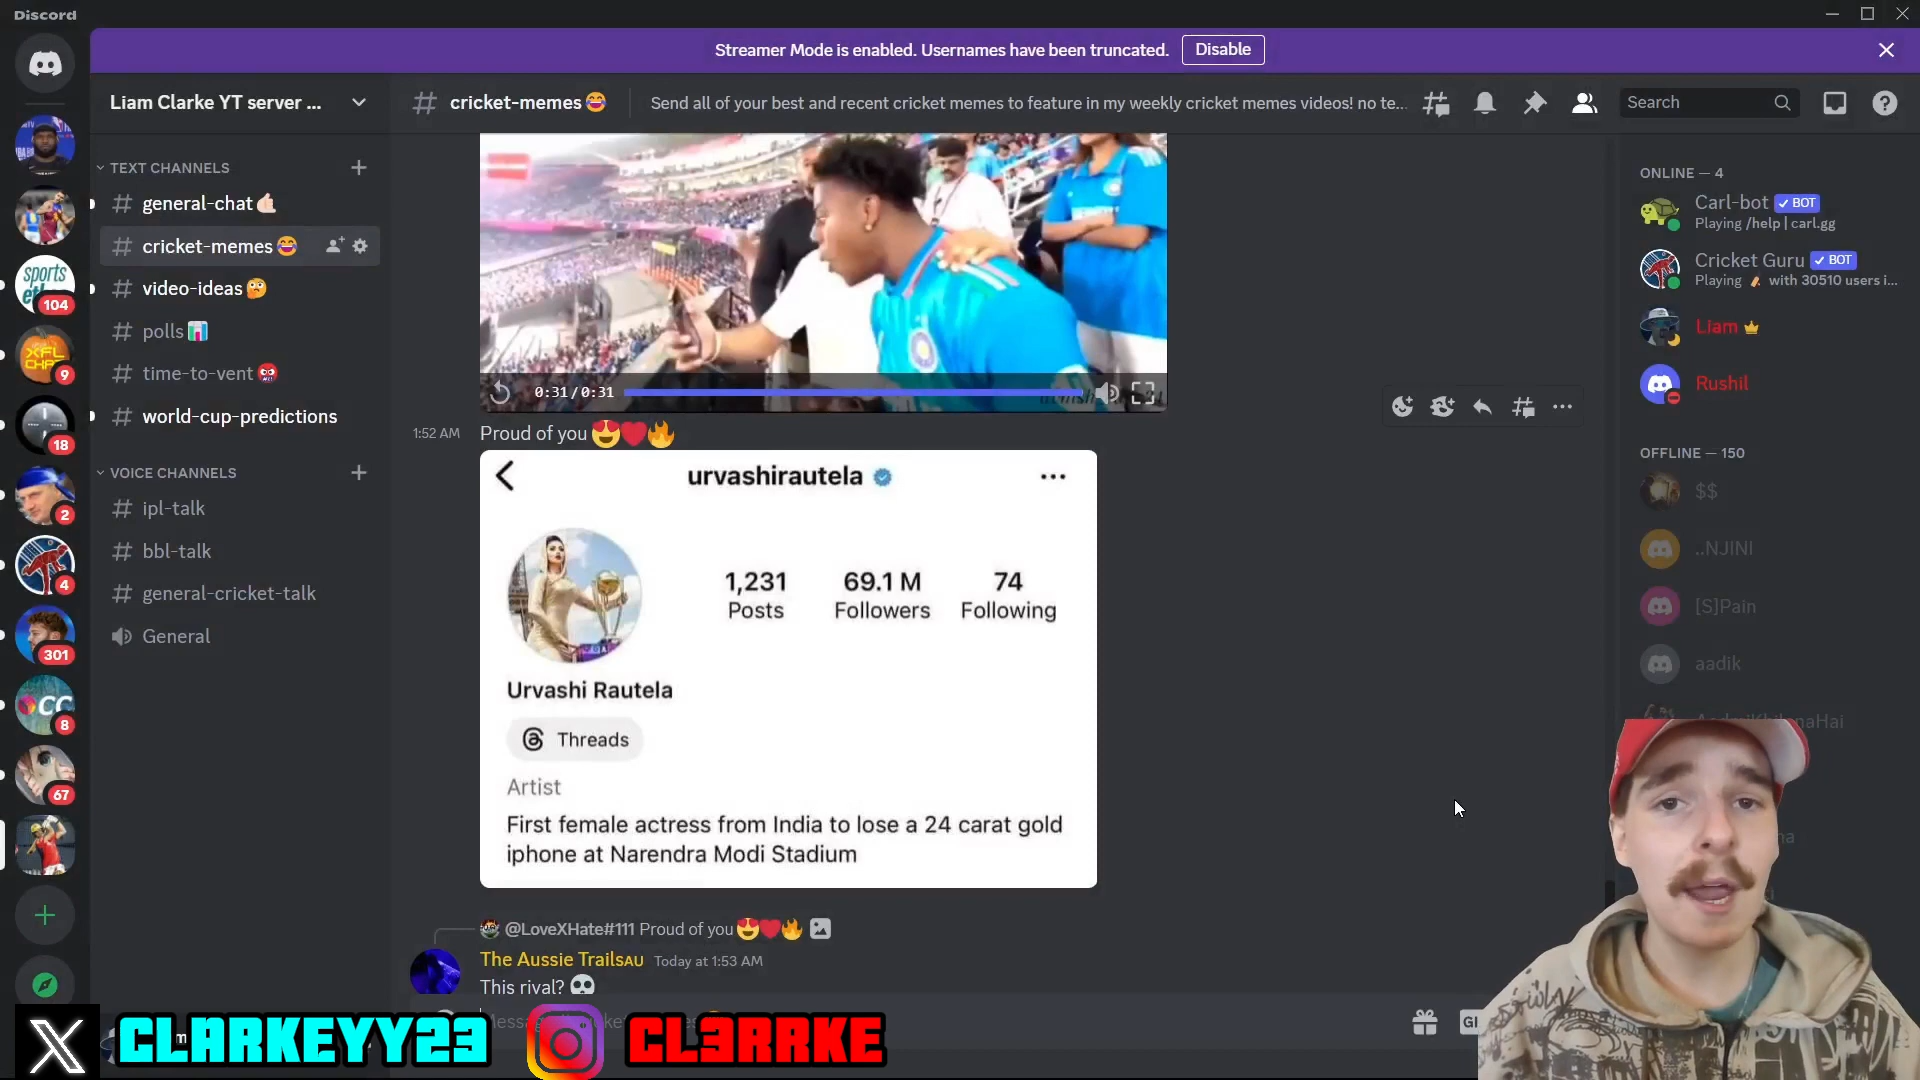 Discord
Streamer Mode is enabled. Usernames have been truncated.
Disable
Liam Clarke YT server ...
cricket-memes😂
Send all of your best and recent cricket memes to feature in my weekly cricket memes videos! no te...
Search
TEXT CHANNELS
general-chat🤙🏻
cricket-memes😂
video-ideas🤔
polls📊
time-to-vent🤬
world-cup-predictions
VOICE CHANNELS
ipl-talk
bbl-talk
general-cricket-talk
General
sports
104
XFL
9
18
2
4
301
CC
8
67
0:31/0:31
1:52 AM
Proud of you 😍❤️🔥
urvashirautela
1,231
69.1 M
74
Posts
Followers
Following
Urvashi Rautela
Threads
Artist
First female actress from India to lose a 24 carat gold
iphone at Narendra Modi Stadium
@LoveXHate#111 Proud of you😍❤️🔥
The Aussie TrailsAU
Today at 1:53 AM
This rival? 💀
GI
ONLINE — 4
Carl-bot
BOT
Playing /help | carl.gg
Cricket Guru
BOT
Playing 🏏 with 30510 users i...
Liam
Rushil
OFFLINE — 150
$$
..NJINI
[S]Pain
aadik
CLARKEYY23
CL3RRKE